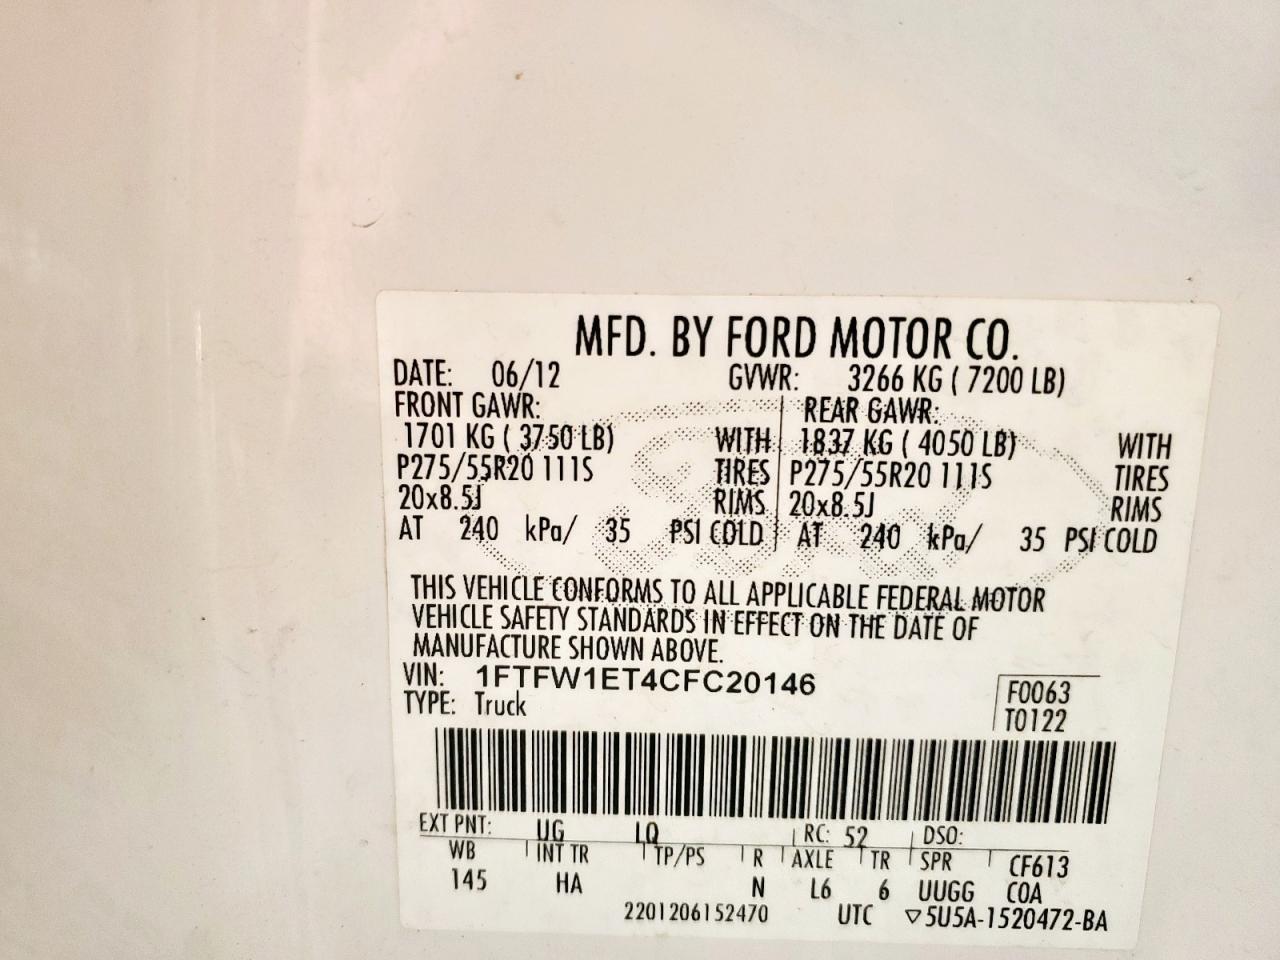 MFD. BY FORD MOTOR CO.
DATE: 06/12 GVWR: 3266 KG ( 7200 LB)
FRONT GAWR: REAR GAWR:
1701 KG ( 3750 LB) WITH 1837 KG ( 4050 LB) WITH
P275/55R20 111S TIRES P275/55R20 111S TIRES
20x8.5J RIMS 20x8.5J RIMS
AT 240 kPa/ 35 PSI COLD AT 240 kPa/ 35 PSI COLD
THIS VEHICLE CONFORMS TO ALL APPLICABLE FEDERAL MOTOR
VEHICLE SAFETY STANDARDS IN EFFECT ON THE DATE OF
MANUFACTURE SHOWN ABOVE.
VIN: 1FTFW1ET4CFC20146
TYPE: Truck
F0063
T0122
EXT PNT: UG LQ RC: 52 DSO:
WB INT TR TP/PS R AXLE TR SPR CF613
145 HA N L6 6 UUGG COA
2201206152470 UTC ▽5U5A-1520472-BA